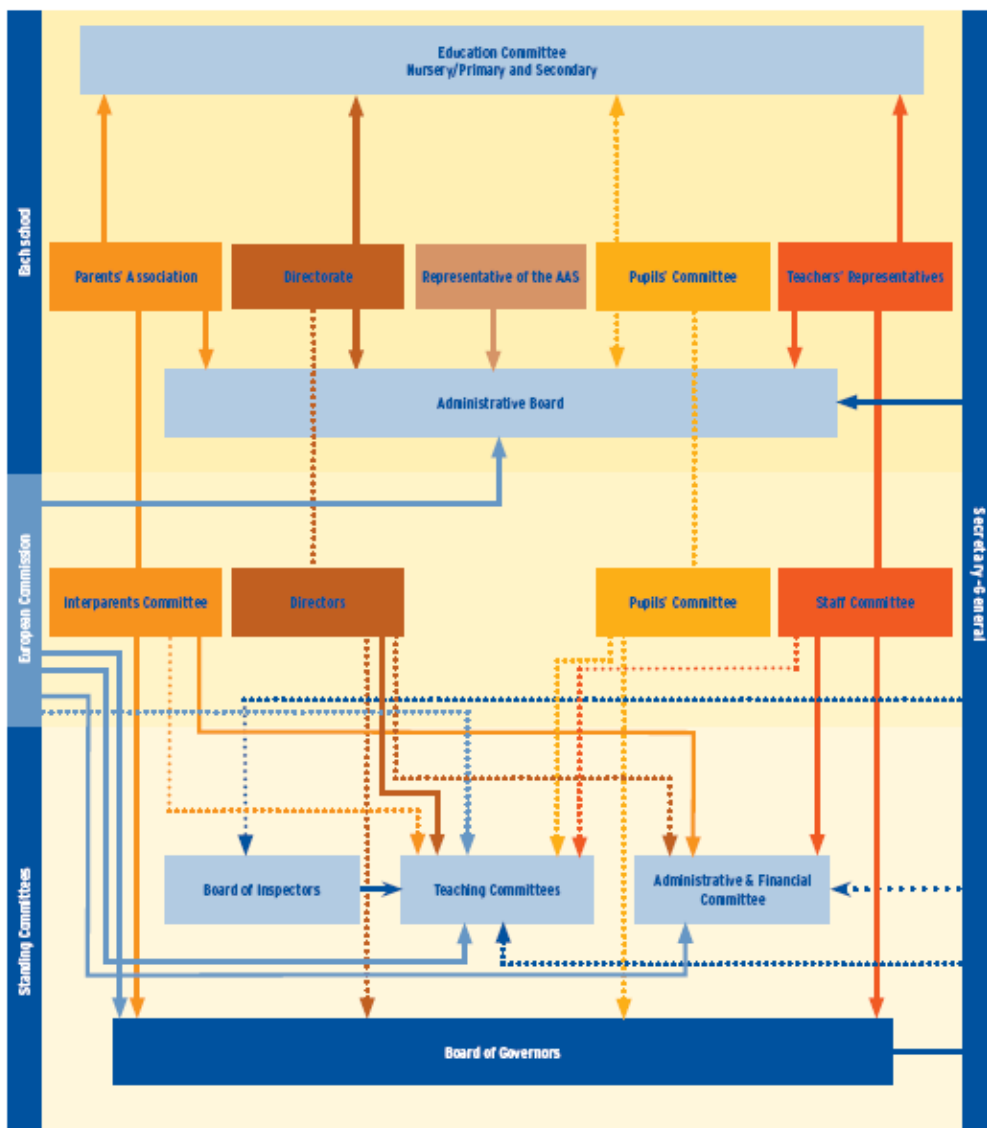 Education Committee
Nursery/Primary and Secondary
Each school
Parents' Association
Directorate
Representative of the AAS
Pupils' Committee
Teachers' Representatives
Administrative Board
European Commission
Secretary-General
Interparents Committee
Directors
Pupils' Committee
Staff Committee
Standing Committees
Board of Inspectors
Teaching Committees
Administrative & Financial
Committee
Board of Governors